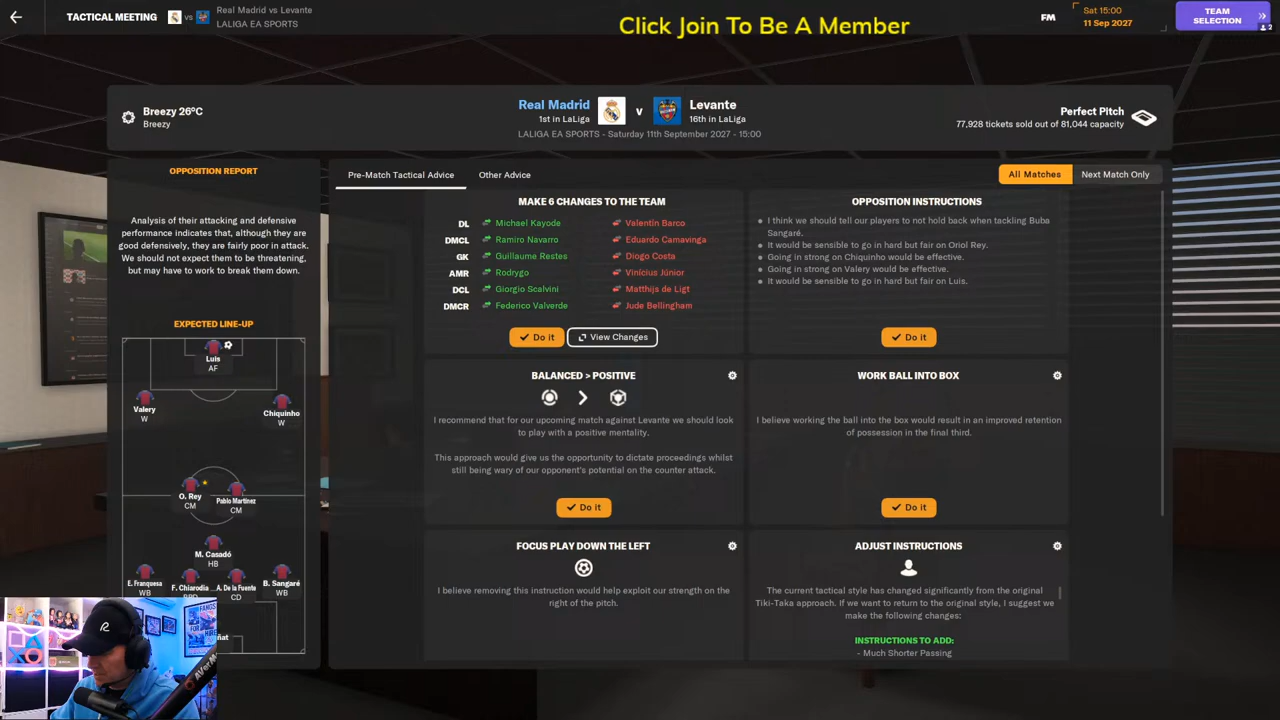 TACTICAL MEETING
vs
Real Madrid vs Levante
LALIGA EA SPORTS
Click Join To Be A Member
FM
Sat 15:00
11 Sep 2027
TEAM
SELECTION
2
Breezy 26°C
Breezy
Real Madrid
v
Levante
1st in LaLiga
16th in LaLiga
LALIGA EA SPORTS - Saturday 11th September 2027 - 15:00
Perfect Pitch
77,928 tickets sold out of 81,044 capacity
OPPOSITION REPORT
Analysis of their attacking and defensive
performance indicates that, although they are
good defensively, they are fairly poor in attack.
We should not expect them to be threatening,
but may have to work to break them down.
EXPECTED LINE-UP
Luis
AF
Valery
W
Chiquinho
W
O. Rey
CM
Pablo Martínez
CM
M. Casadó
HB
E. Franquesa
WB
F. Chiarodia
A. De la Fuente
CD
B. Sangaré
WB
Pre-Match Tactical Advice
Other Advice
All Matches
Next Match Only
MAKE 6 CHANGES TO THE TEAM
DL Michael Kayode Valentín Barco
DMCL Ramiro Navarro Eduardo Camavinga
GK Guillaume Restes Diogo Costa
AMR Rodrygo Vinícius Júnior
DCL Giorgio Scalvini Matthijs de Ligt
DMCR Federico Valverde Jude Bellingham
Do it
View Changes
OPPOSITION INSTRUCTIONS
I think we should tell our players to not hold back when tackling Buba
Sangaré.
It would be sensible to go in hard but fair on Oriol Rey.
Going in strong on Chiquinho would be effective.
Going in strong on Valery would be effective.
It would be sensible to go in hard but fair on Luis.
Do it
BALANCED > POSITIVE
I recommend that for our upcoming match against Levante we should look
to play with a positive mentality.
This approach would give us the opportunity to dictate proceedings whilst
still being wary of our opponent's potential on the counter attack.
Do it
WORK BALL INTO BOX
I believe working the ball into the box would result in an improved retention
of possession in the final third.
Do it
FOCUS PLAY DOWN THE LEFT
I believe removing this instruction would help exploit our strength on the
right of the pitch.
ADJUST INSTRUCTIONS
The current tactical style has changed significantly from the original
Tiki-Taka approach. If we want to return to the original style, I suggest we
make the following changes:
INSTRUCTIONS TO ADD:
- Much Shorter Passing